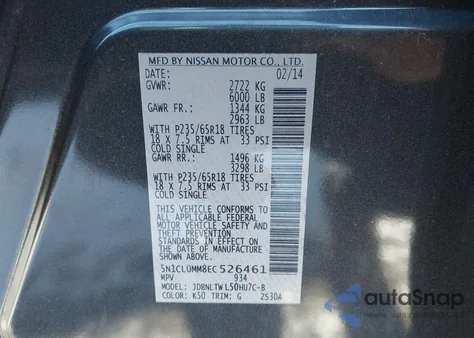 MFD BY NISSAN MOTOR CO., LTD.
DATE: 02/14
GVWR: 2722 KG
6000 LB
GAWR FR.: 1344 KG
2963 LB
WITH P235/65R18 TIRES
18 X 7.5 RIMS AT 33 PSI
COLD SINGLE
GAWR RR.: 1496 KG
3298 LB
WITH P235/65R18 TIRES
18 X 7.5 RIMS AT 33 PSI
COLD SINGLE
THIS VEHICLE CONFORMS TO
ALL APPLICABLE FEDERAL
MOTOR VEHICLE SAFETY AND
THEFT PREVENTION
STANDARDS IN EFFECT ON THE
DATE OF MANUFACTURE SHOWN
ABOVE.
5N1CL0MM8EC526461
MPV 934
MODEL: JDBNLTWL50HU7C-B
COLOR: K50 TRIM: G 2S30A
autoSnap